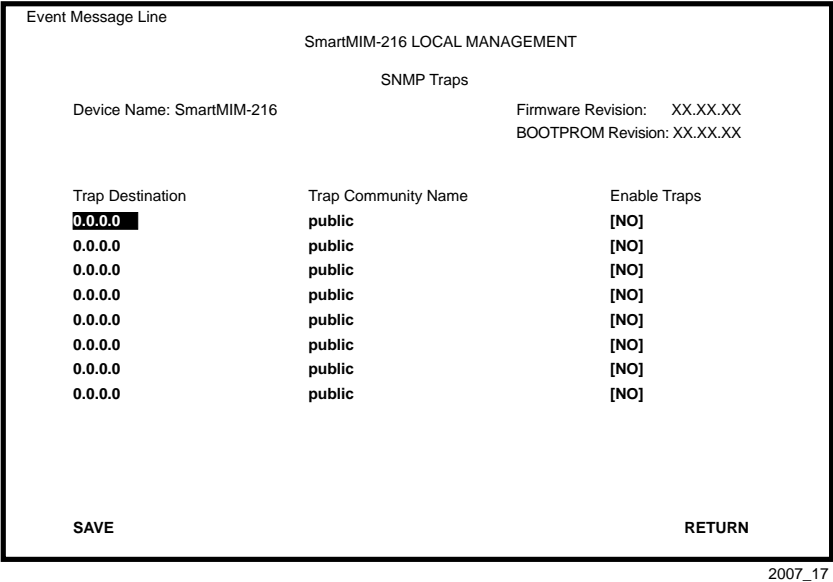 Event Message Line
SmartMIM-216 LOCAL MANAGEMENT
SNMP Traps
Device Name: SmartMIM-216 Firmware Revision: XX.XX.XX
BOOTPROM Revision: XX.XX.XX
Trap Destination Trap Community Name Enable Traps
0.0.0.0 public [NO]
0.0.0.0 public [NO]
0.0.0.0 public [NO]
0.0.0.0 public [NO]
0.0.0.0 public [NO]
0.0.0.0 public [NO]
0.0.0.0 public [NO]
0.0.0.0 public [NO]
SAVE RETURN
2007_17